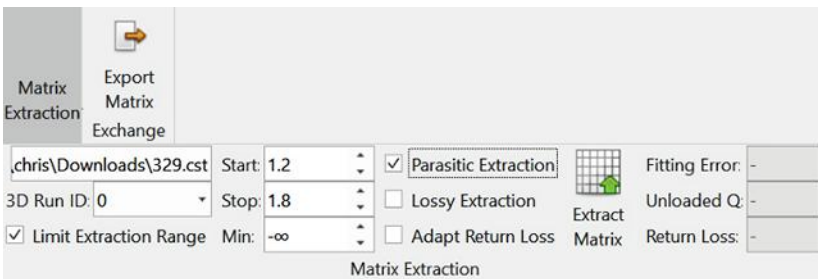 Matrix Extraction
Export Matrix
Exchange
chris\Downloads\329.cst Start: 1.2 Parasitic Extraction Fitting Error: -
3D Run ID: 0 Stop: 1.8 Lossy Extraction Extract Matrix Unloaded Q: -
Limit Extraction Range Min: -∞ Adapt Return Loss Return Loss: -
Matrix Extraction